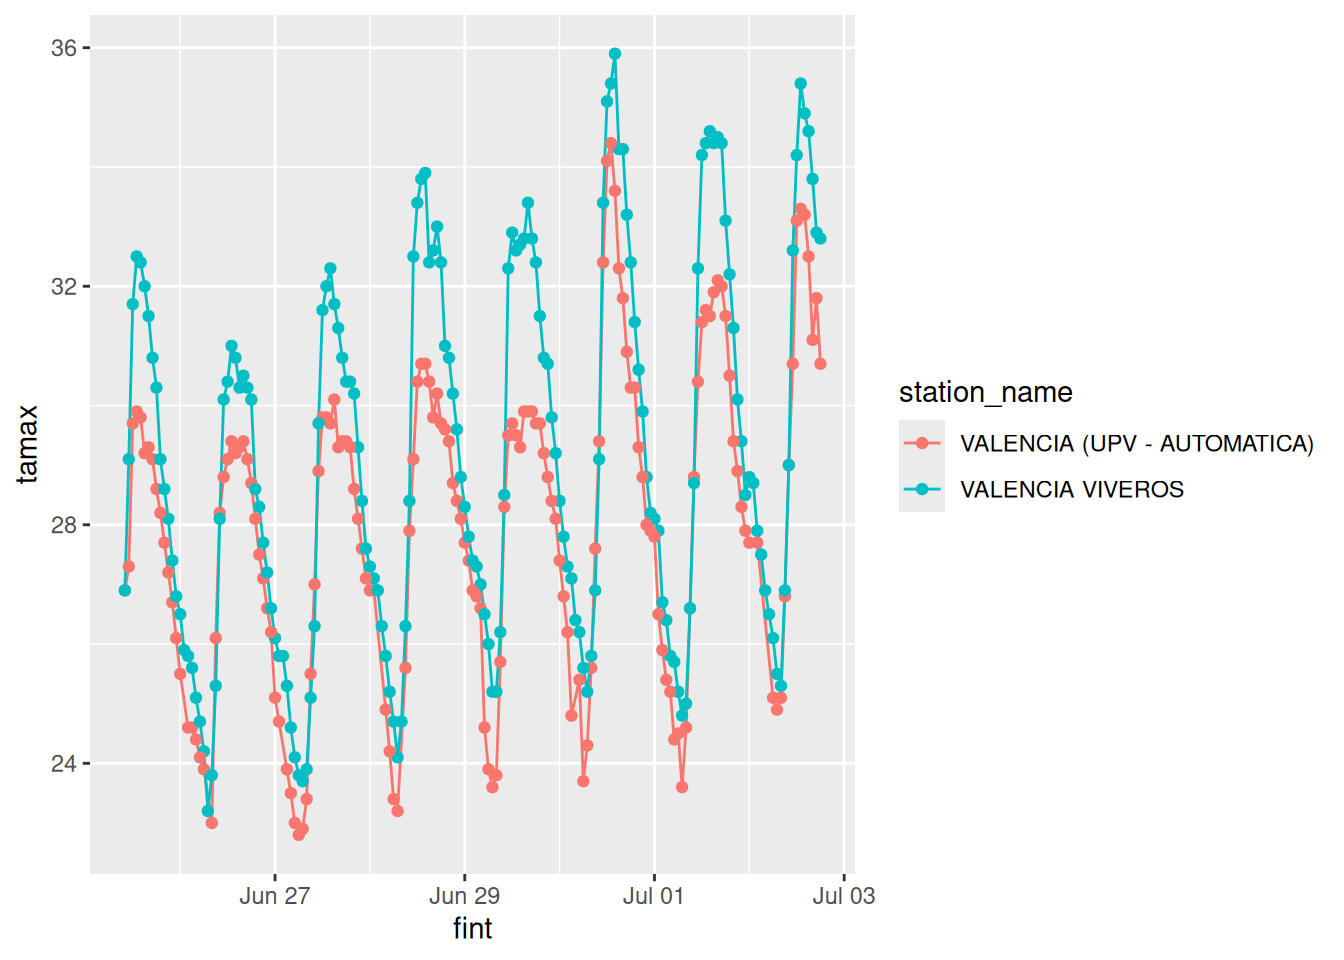 36
32
28
24
tamax
Jun 27
Jun 29
Jul 01
Jul 03
fint
station_name
VALENCIA (UPV - AUTOMATICA)
VALENCIA VIVEROS